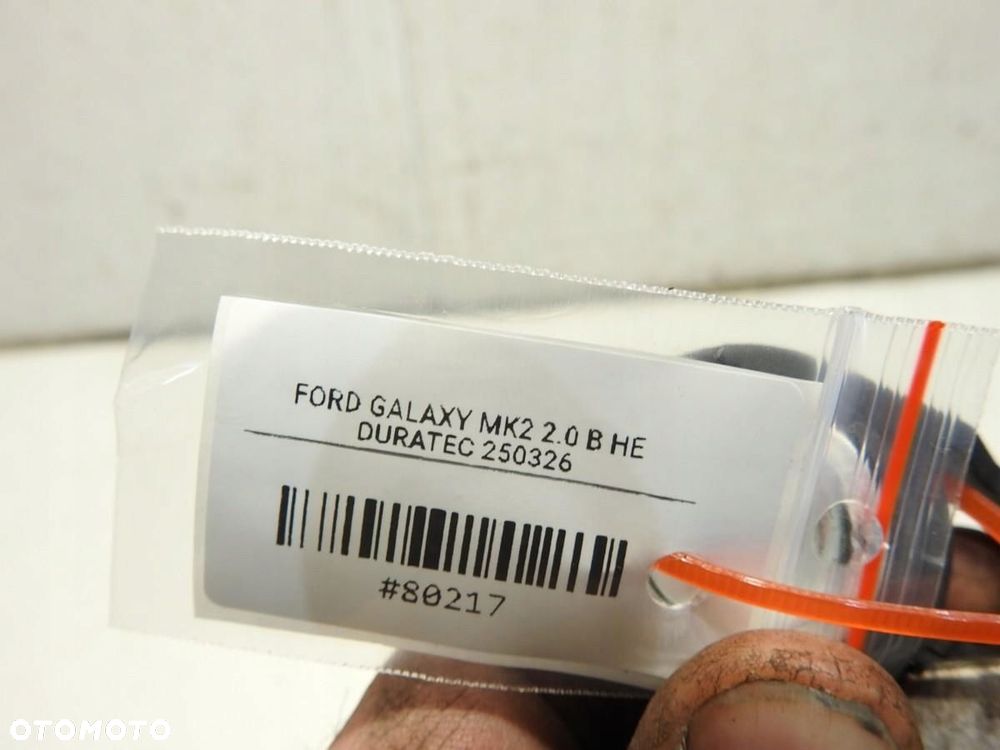 FORD GALAXY MK2 2.0 B HE
DURATEC 250326
#80217
OTOMOTO